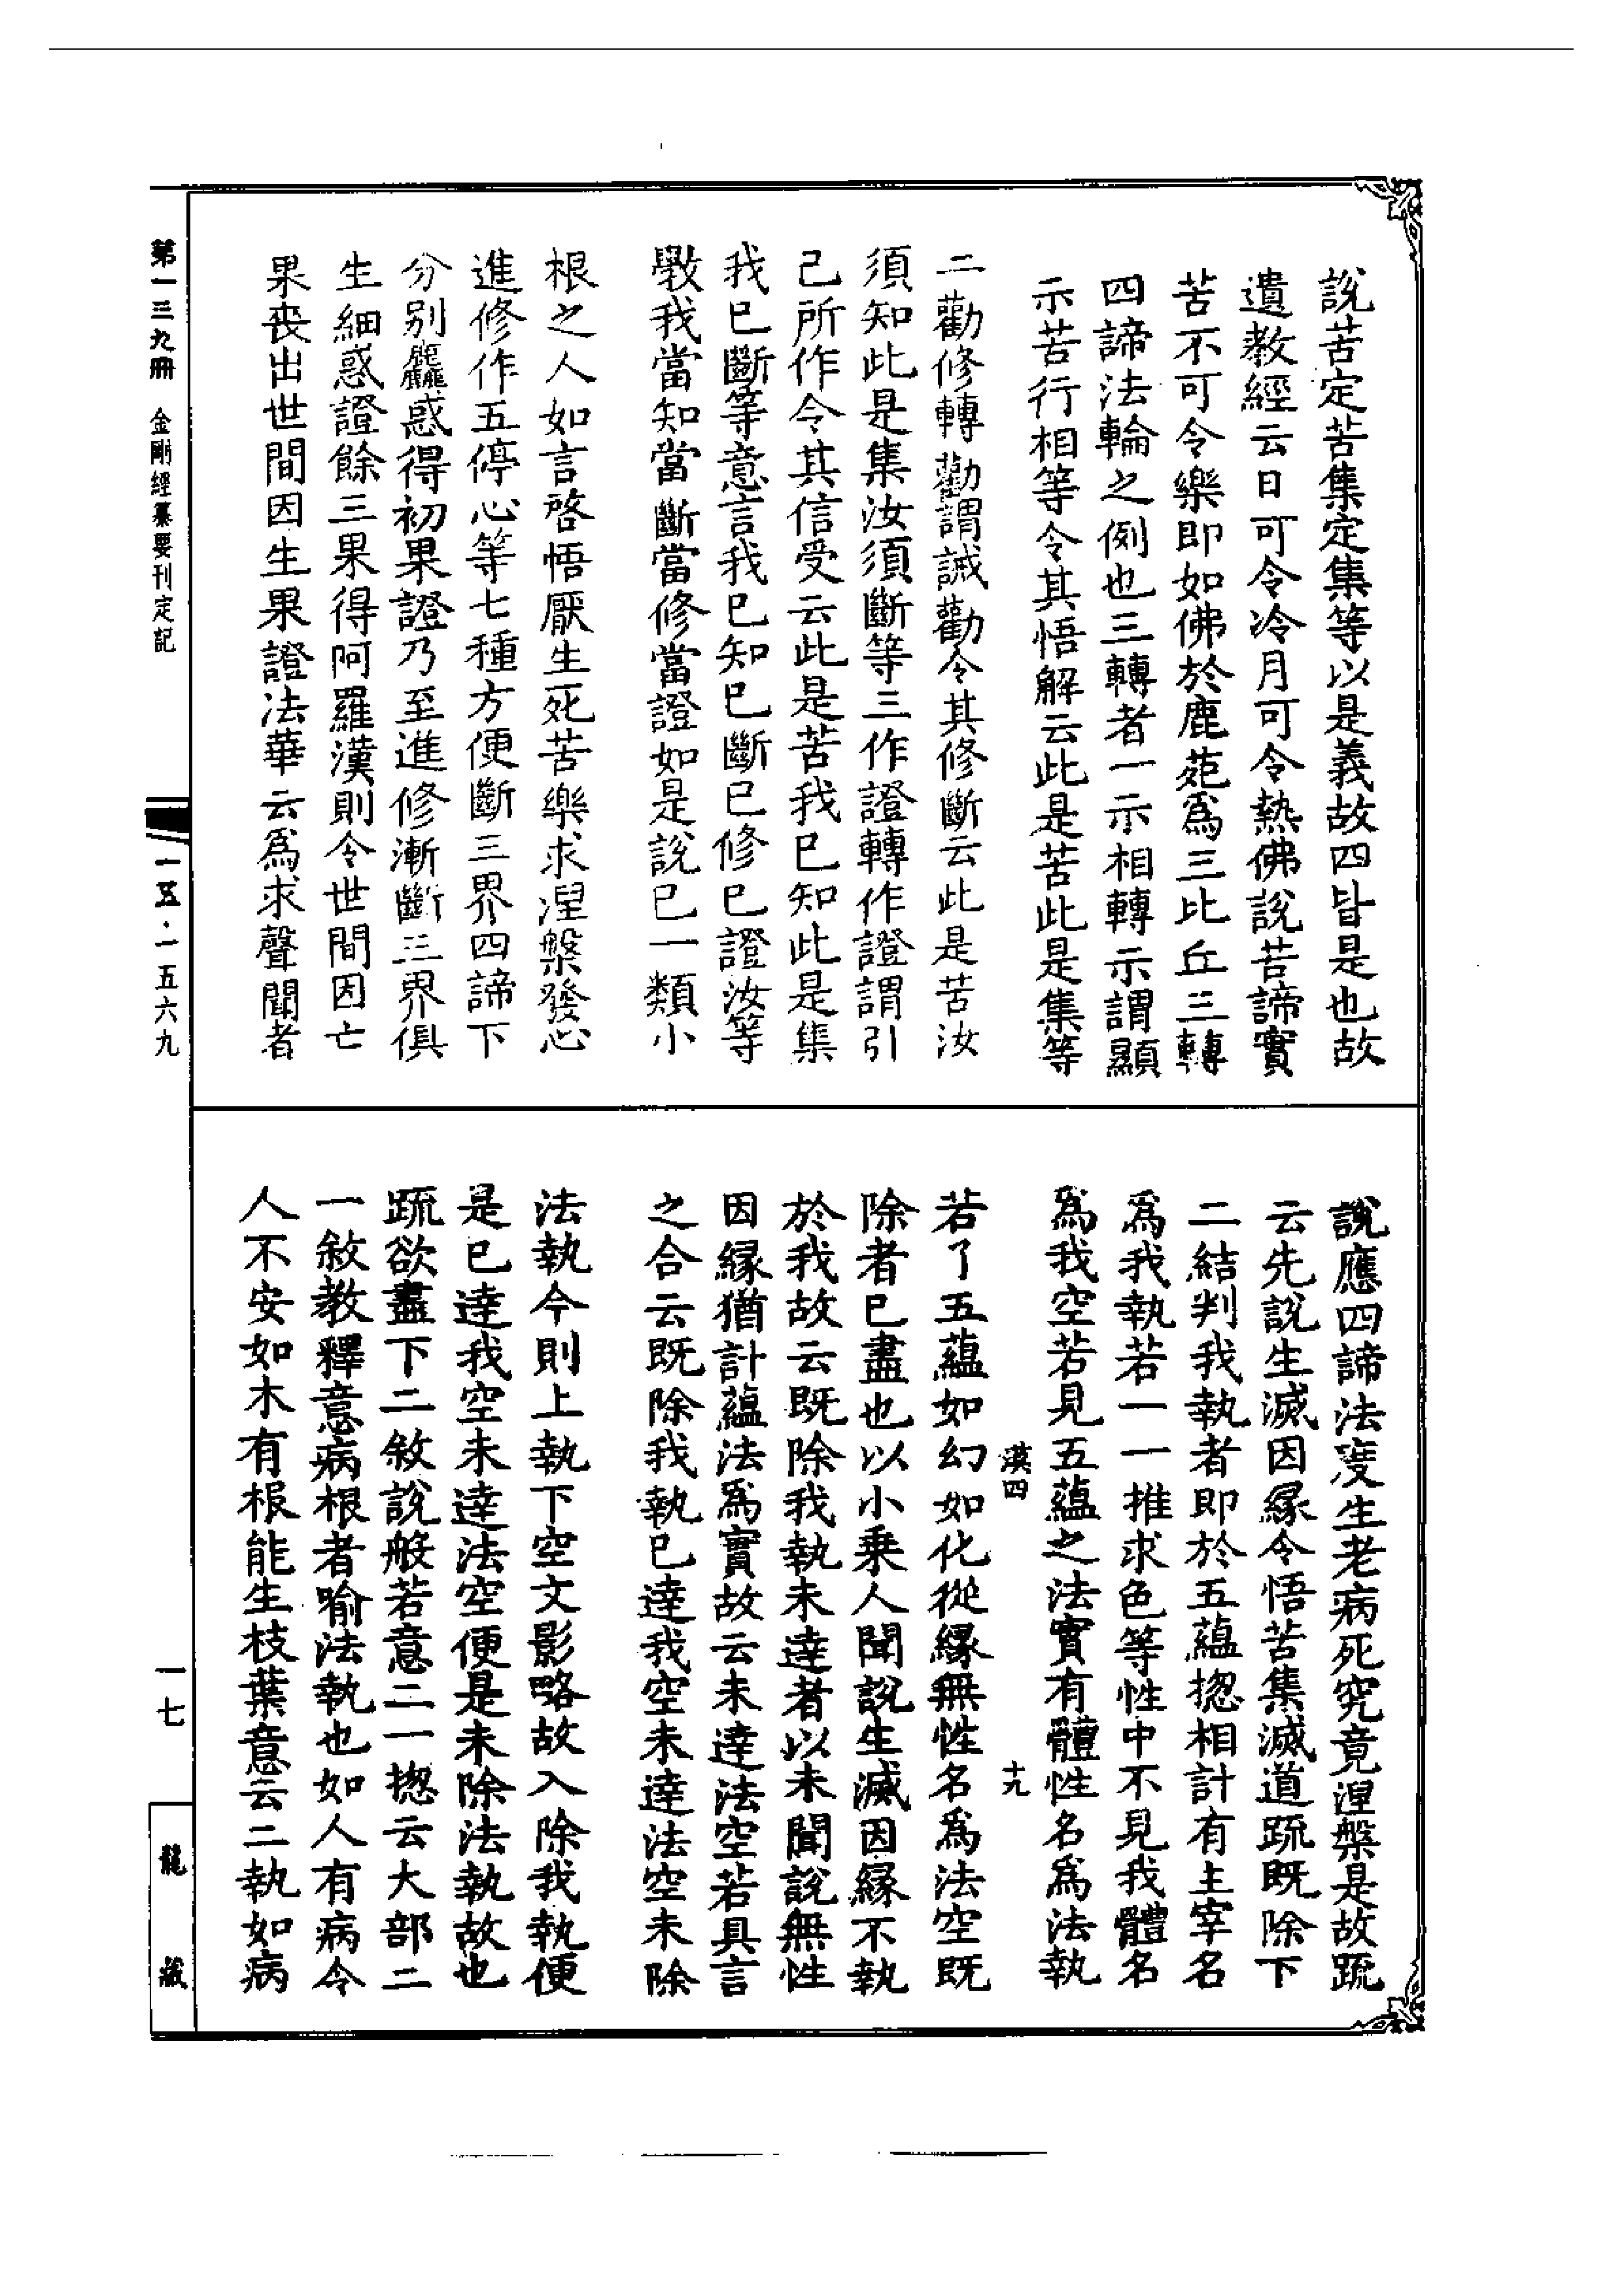 說苦定苦集定集等以是義故四皆是也故
遺教經云日可令冷月可令熱佛說苦諦實
苦不可令樂即如佛於鹿苑為三比丘三轉
四諦法輪之例也三轉者一示相轉示謂顯
示苦行相等令其悟解云此是苦此是集等
二勸修轉勸謂誡勸令其修斷云此是苦汝
須知此是集汝須斷等三作證轉作證謂引
己所作令其信受云此是苦我已知此是集
我已斷等意言我已知已斷已修已證汝等
斆我當知當斷當修當證如是說已一類小
根之人如言啓悟厭生死苦樂求涅槃發心
進修作五停心等七種方便斷三界四諦下
分別麤惑得初果證乃至進修漸斷三界俱
生細惑證餘三果得阿羅漢則令世間因亡
果喪出世間因生果證法華云為求聲聞者
說應四諦法度生老病死究竟涅槃是故疏
云先說生滅因緣令悟苦集滅道疏既除下
二結判我執者即於五蘊揔相計有主宰名
為我執若一一推求色等性中不見我體名
為我空若見五蘊之法實有體性名為法執
漠四 十九
若了五蘊如幻如化從緣無性名為法空既
除者已盡也以小乘人聞說生滅因緣不執
於我故云既除我執未達者以未聞說無性
因緣猶計蘊法為實故云未達法空若具言
之合云既除我執已達我空未達法空未除
法執今則上執下空文影略故入除我執便
是已達我空未達法空便是未除法執故也
疏欲盡下二敘說般若意二一揔云大部二
一敘教釋意病根者喻法執也如人有病令
人不安如木有根能生枝葉意云二執如病
第一三九冊 金剛經纂要刊定記
一五·一五六九
一七
龍藏